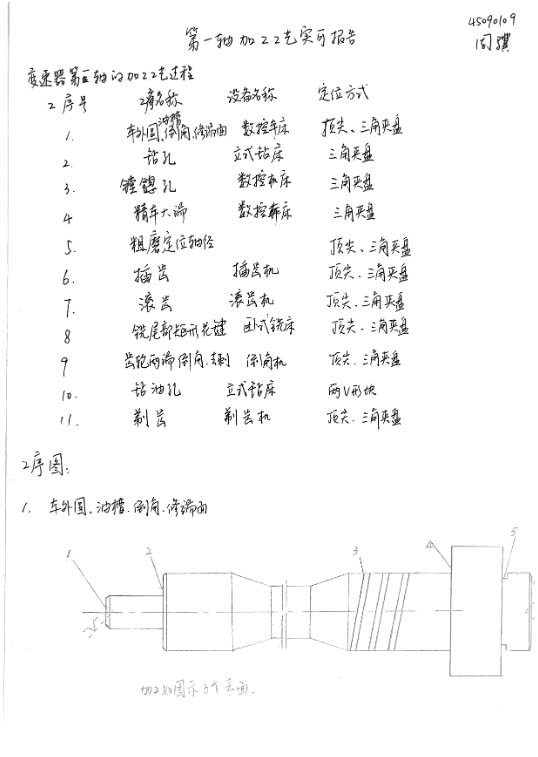 45090109
第一轴加工工艺实习报告
周骥
变速器第轴的加工工艺过程
工序号 工序名称 设备名称 定位方式
1. 车外圆、油槽、倒角、修端面 数控车床 顶尖、三角夹盘
2. 钻孔 立式钻床 三角夹盘
3. 镗孔 数控车床 三角夹盘
4 精车大端 数控车床 三角夹盘
5. 粗磨定位轴径 顶尖、三角夹盘
6. 插齿 插齿机 顶尖、三角夹盘
7. 滚齿 滚齿机 顶尖、三角夹盘
8 铣尾部矩形花键 卧式铣床 顶尖、三角夹盘
9 齿轮两端倒角、去刺 倒角机 顶尖、三角夹盘
10. 钻油孔 立式钻床 两V形块
11. 剃齿 剃齿机 顶尖、三角夹盘
工序图:
1. 车外圆、油槽、倒角、修端面
1 2 3 4 5
加工如图示5个表面.